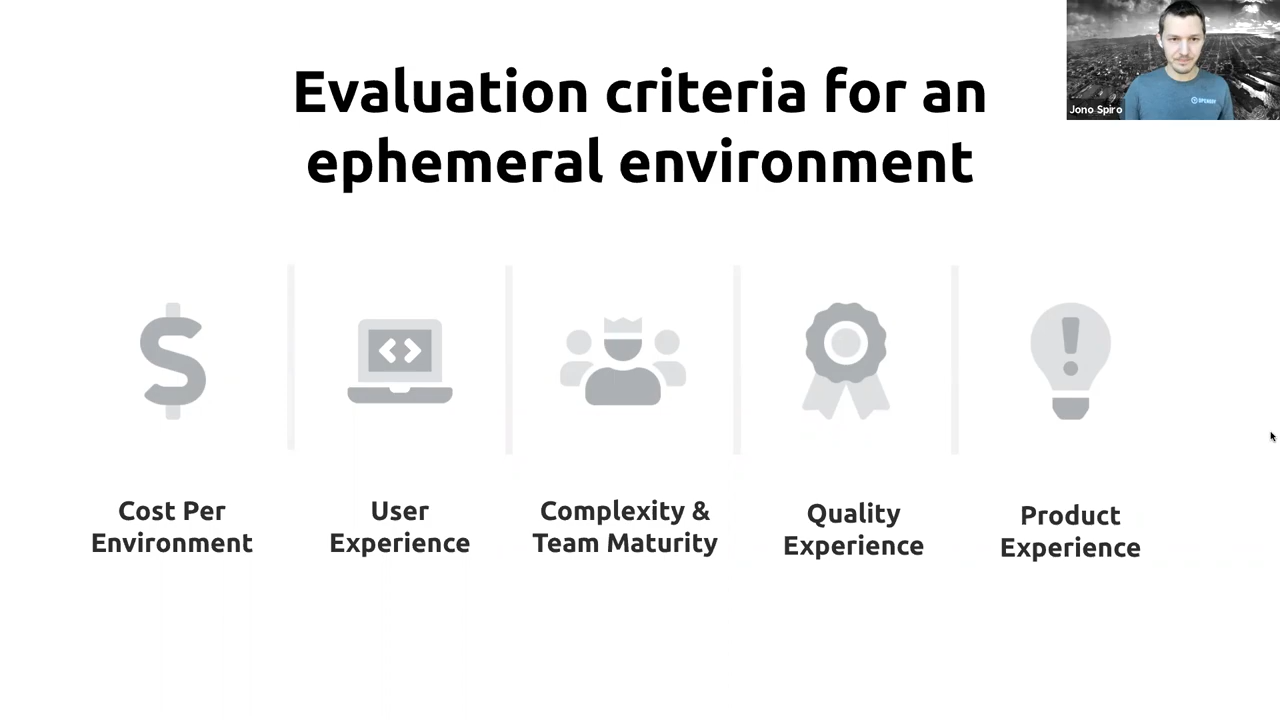 Evaluation criteria for an
ephemeral environment
Jono Spiro
Cost Per
Environment
User
Experience
Complexity &
Team Maturity
Quality
Experience
Product
Experience